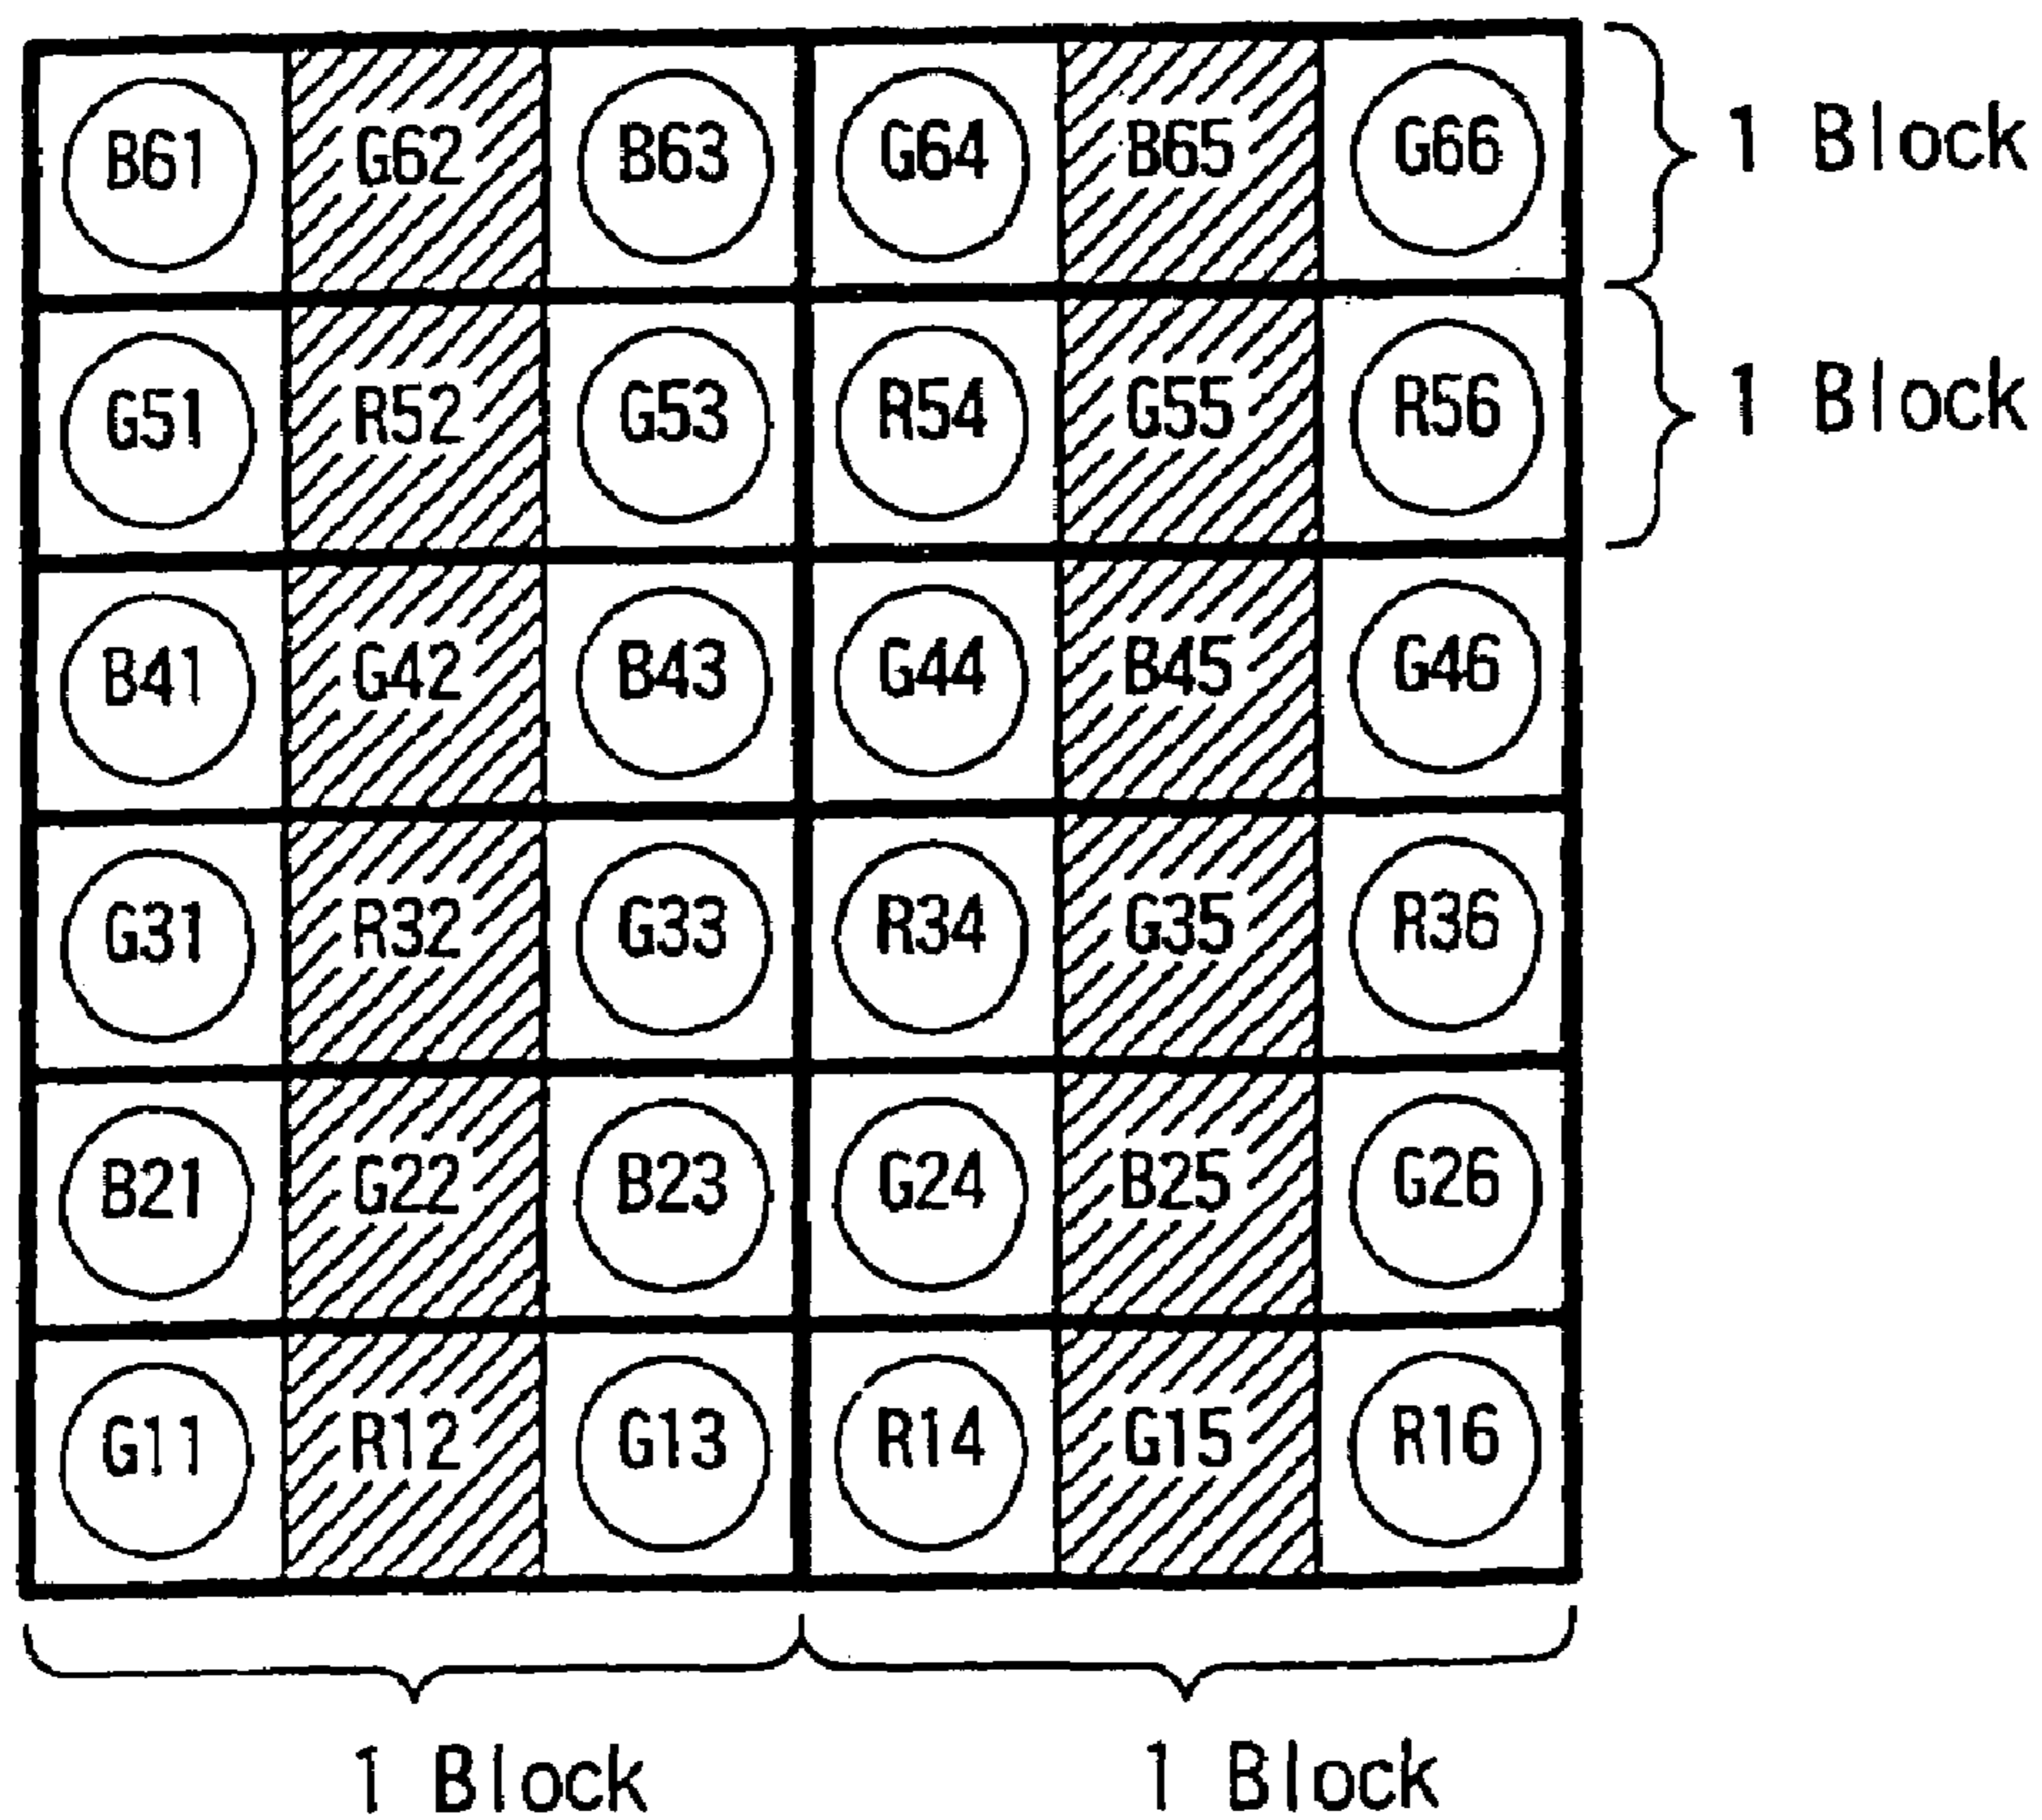 B61 G62 B63 G64 B65 G66 1 Block
G51 R52 G53 R54 G55 R56 1 Block
B41 G42 B43 G44 B45 G46
G31 R32 G33 R34 G35 R36
B21 G22 B23 G24 B25 G26
G11 R12 G13 R14 G15 R16
1 Block 1 Block